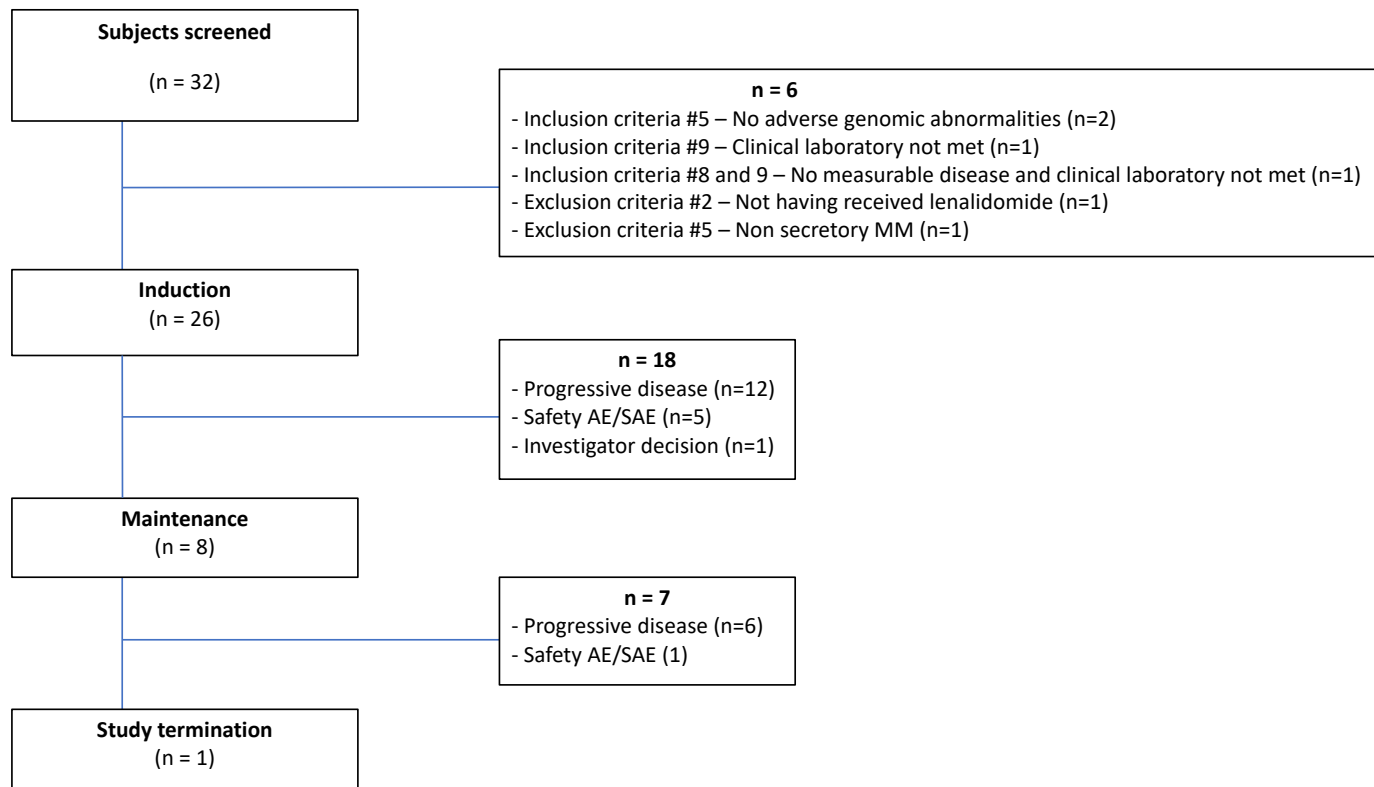 Subjects screened
(n = 32)
n = 6
- Inclusion criteria #5 – No adverse genomic abnormalities (n=2)
- Inclusion criteria #9 – Clinical laboratory not met (n=1)
- Inclusion criteria #8 and 9 – No measurable disease and clinical laboratory not met (n=1)
- Exclusion criteria #2 – Not having received lenalidomide (n=1)
- Exclusion criteria #5 – Non secretory MM (n=1)
Induction
(n = 26)
n = 18
- Progressive disease (n=12)
- Safety AE/SAE (n=5)
- Investigator decision (n=1)
Maintenance
(n = 8)
n = 7
- Progressive disease (n=6)
- Safety AE/SAE (1)
Study termination
(n = 1)